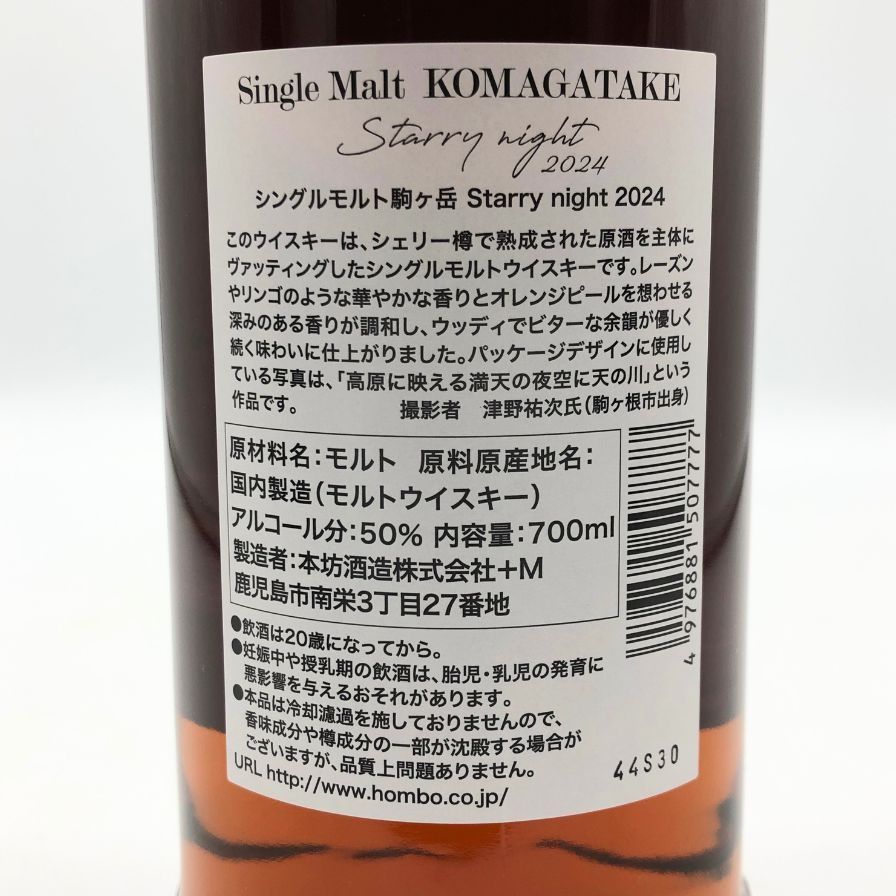 Single Malt KOMAGATAKE
Starry night
2024
シングルモルト駒ヶ岳 Starry night 2024
このウイスキーは、シェリー樽で熟成された原酒を主体に
ヴァッティングしたシングルモルトウイスキーです。レーズン
やリンゴのような華やかな香りとオレンジピールを想わせる
深みのある香りが調和し、ウッディでビターな余韻が優しく
続く味わいに仕上がりました。パッケージデザインに使用し
ている写真は、「高原に映える満天の夜空に天の川」という
作品です。 撮影者 津野祐次氏(駒ヶ根市出身)
原材料名:モルト 原料原産地名:
国内製造(モルトウイスキー)
アルコール分:50% 内容量:700ml
製造者:本坊酒造株式会社+M
鹿児島市南栄3丁目27番地
●飲酒は20歳になってから。
●妊娠中や授乳期の飲酒は、胎児・乳児の発育に
悪影響を与えるおそれがあります。
●本品は冷却濾過を施しておりませんので、
香味成分や樽成分の一部が沈殿する場合が
ございますが、品質上問題ありません。
URL http://www.hombo.co.jp/
4 976881 507777
44S30